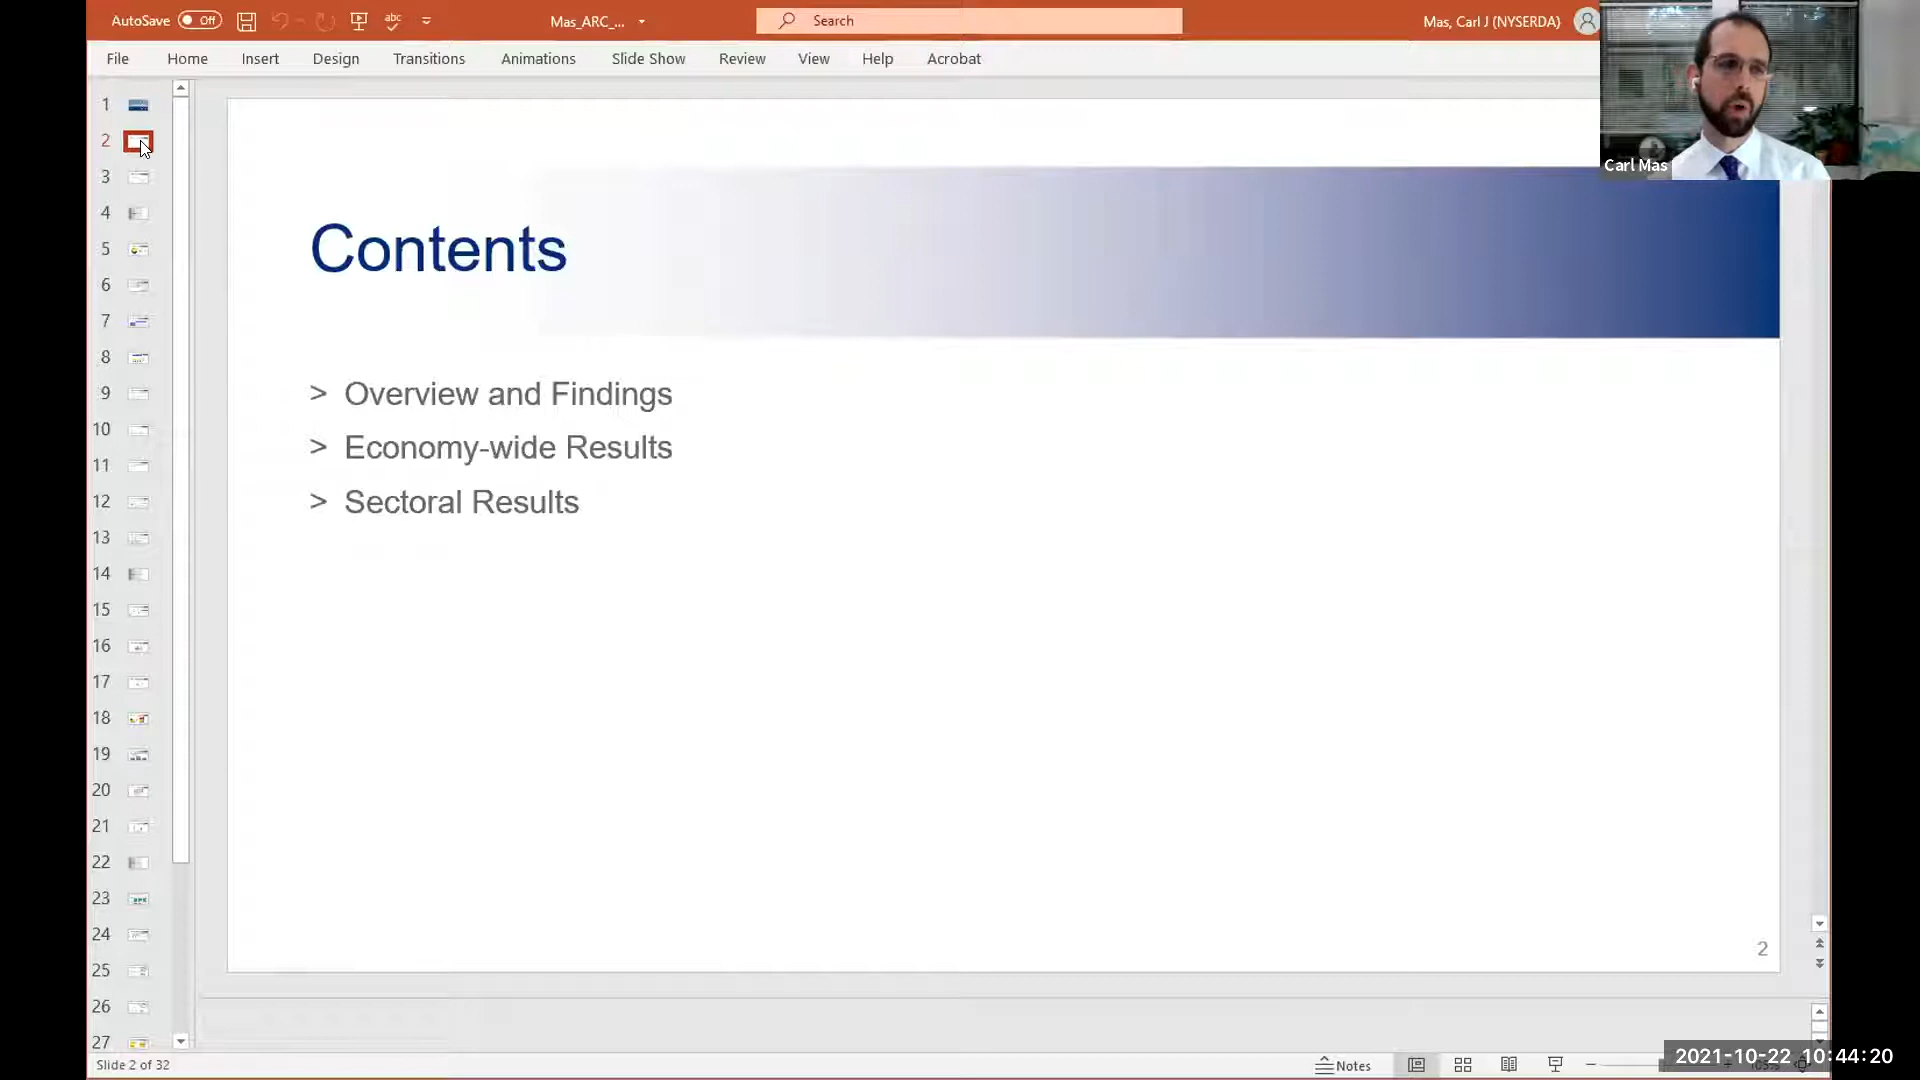 AutoSave Off
abc
Mas_ARC_...
Search
Mas, Carl J (NYSERDA)
File Home Insert Design Transitions Animations Slide Show Review View Help Acrobat
Carl Mas
1
2
3
4
5
6
7
8
9
10
11
12
13
14
15
16
17
18
19
20
21
22
23
24
25
26
27
Contents
> Overview and Findings
> Economy-wide Results
> Sectoral Results
2
Slide 2 of 32
Notes
2021-10-22 10:44:20